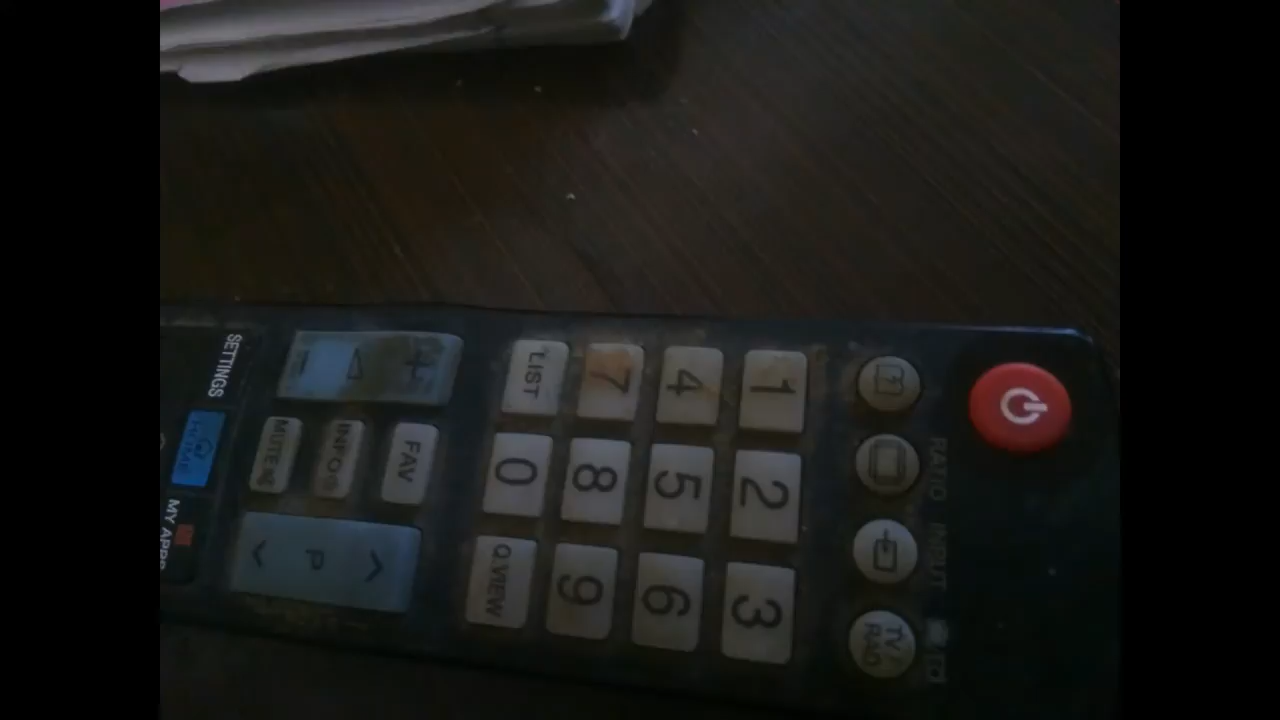 RATIO INPUT
TV/
RAD
1 2 3
4 5 6
7 8 9
LIST 0 Q.VIEW
+ FAV
INFO P
- MUTE
SETTINGS HOME MY APPS